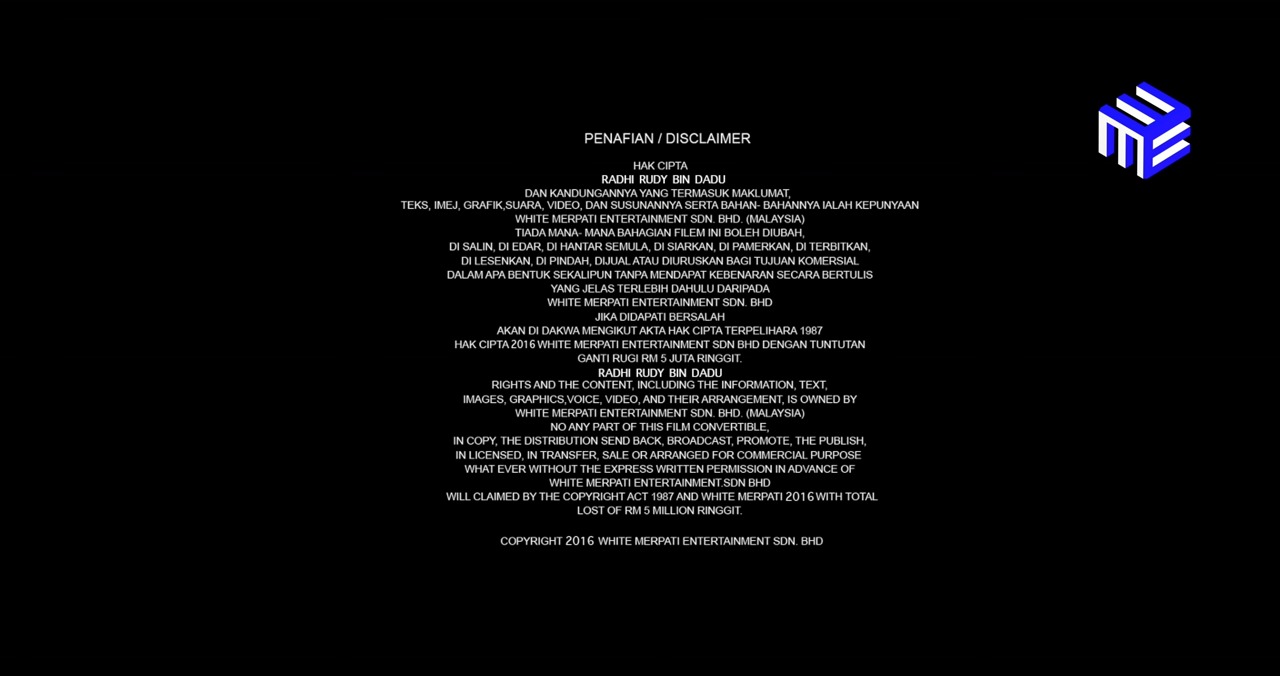 PENAFIAN / DISCLAIMER
HAK CIPTA
RADHI RUDY BIN DADU
DAN KANDUNGANNYA YANG TERMASUK MAKLUMAT,
TEKS, IMEJ, GRAFIK,SUARA, VIDEO, DAN SUSUNANNYA SERTA BAHAN- BAHANNYA IALAH KEPUNYAAN
WHITE MERPATI ENTERTAINMENT SDN. BHD. (MALAYSIA)
TIADA MANA- MANA BAHAGIAN FILEM INI BOLEH DIUBAH,
DI SALIN, DI EDAR, DI HANTAR SEMULA, DI SIARKAN, DI PAMERKAN, DI TERBITKAN,
DI LESENKAN, DI PINDAH, DIJUAL ATAU DIURUSKAN BAGI TUJUAN KOMERSIAL
DALAM APA BENTUK SEKALIPUN TANPA MENDAPAT KEBENARAN SECARA BERTULIS
YANG JELAS TERLEBIH DAHULU DARIPADA
WHITE MERPATI ENTERTAINMENT SDN. BHD
JIKA DIDAPATI BERSALAH
AKAN DI DAKWA MENGIKUT AKTA HAK CIPTA TERPELIHARA 1987
HAK CIPTA 2016 WHITE MERPATI ENTERTAINMENT SDN BHD DENGAN TUNTUTAN
GANTI RUGI RM 5 JUTA RINGGIT.
RADHI RUDY BIN DADU
RIGHTS AND THE CONTENT, INCLUDING THE INFORMATION, TEXT,
IMAGES, GRAPHICS,VOICE, VIDEO, AND THEIR ARRANGEMENT, IS OWNED BY
WHITE MERPATI ENTERTAINMENT SDN. BHD. (MALAYSIA)
NO ANY PART OF THIS FILM CONVERTIBLE,
IN COPY, THE DISTRIBUTION SEND BACK, BROADCAST, PROMOTE, THE PUBLISH,
IN LICENSED, IN TRANSFER, SALE OR ARRANGED FOR COMMERCIAL PURPOSE
WHAT EVER WITHOUT THE EXPRESS WRITTEN PERMISSION IN ADVANCE OF
WHITE MERPATI ENTERTAINMENT.SDN BHD
WILL CLAIMED BY THE COPYRIGHT ACT 1987 AND WHITE MERPATI 2016 WITH TOTAL
LOST OF RM 5 MILLION RINGGIT.
COPYRIGHT 2016 WHITE MERPATI ENTERTAINMENT SDN. BHD